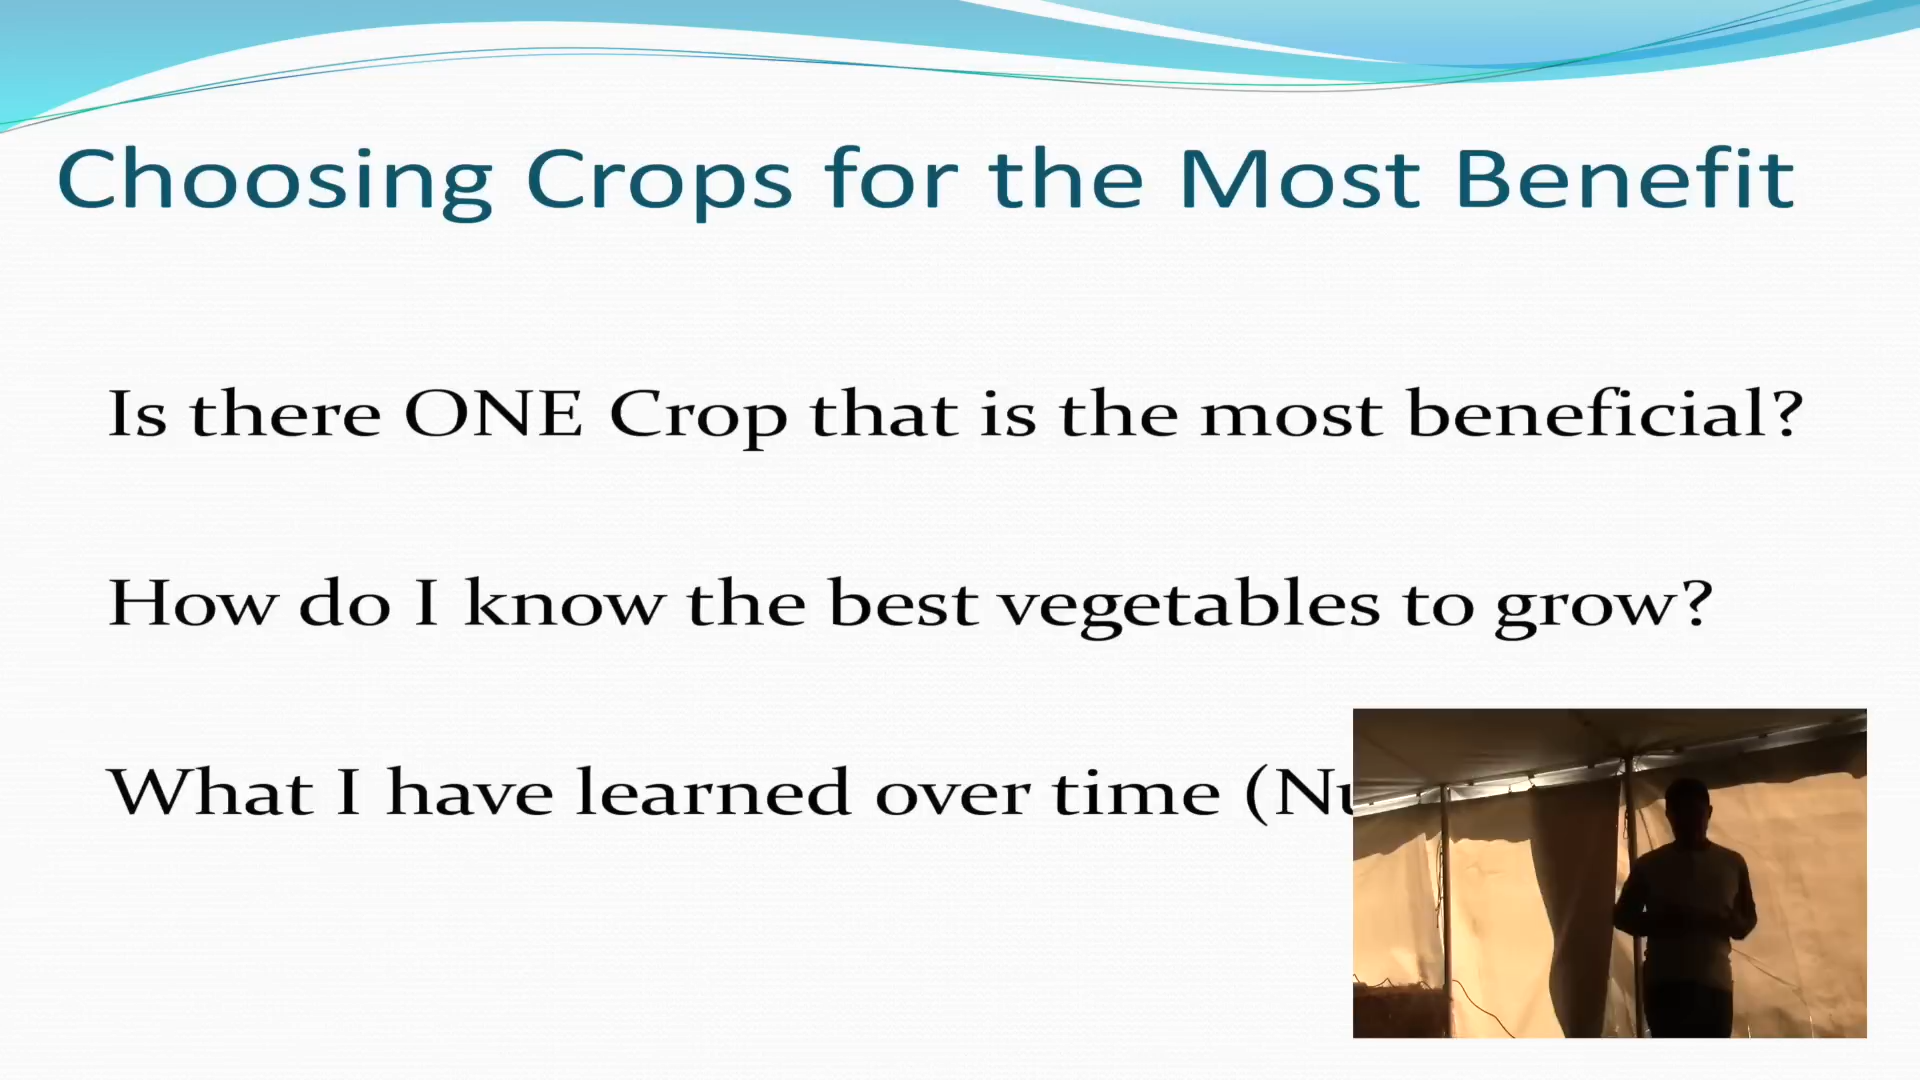 Choosing Crops for the Most Benefit
Is there ONE Crop that is the most beneficial?
How do I know the best vegetables to grow?
What I have learned over time